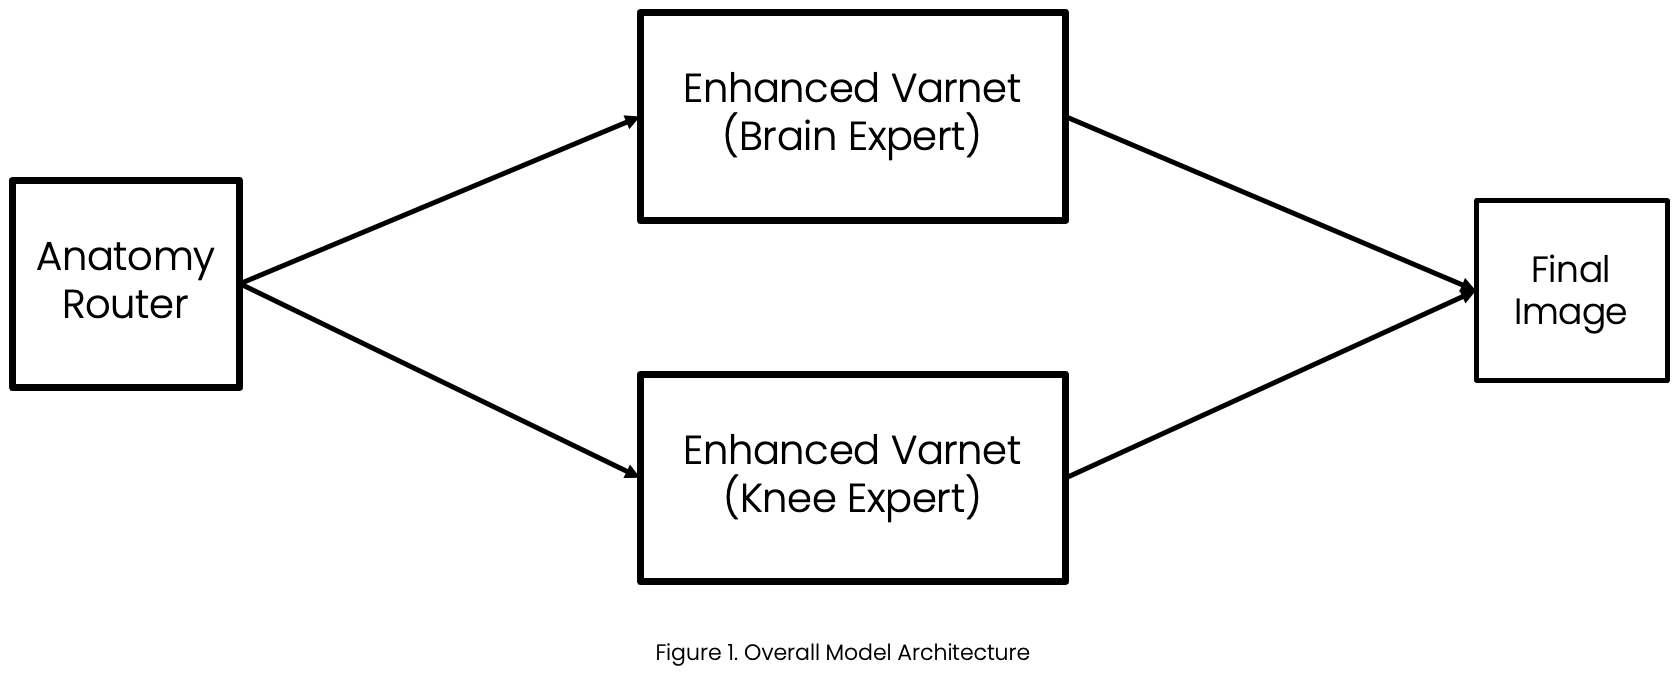 Anatomy
Router
Enhanced Varnet
(Brain Expert)
Enhanced Varnet
(Knee Expert)
Final
Image
Figure 1. Overall Model Architecture